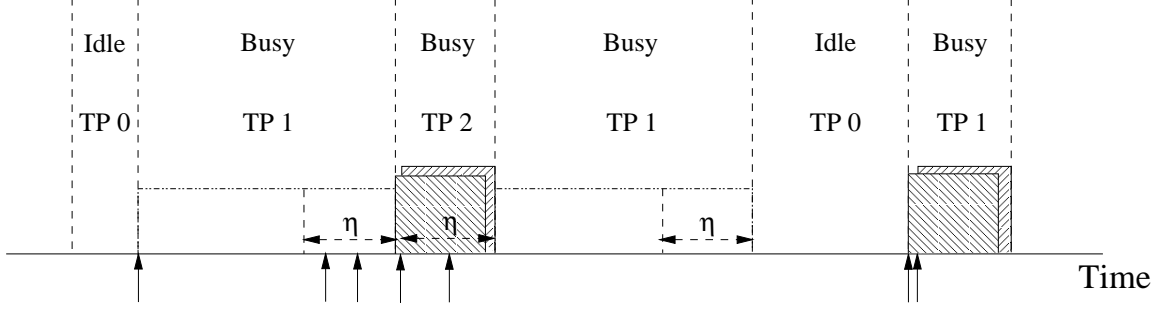 Idle Busy Busy Busy Idle Busy
TP 0 TP 1 TP 2 TP 1 TP 0 TP 1
η η η
Time